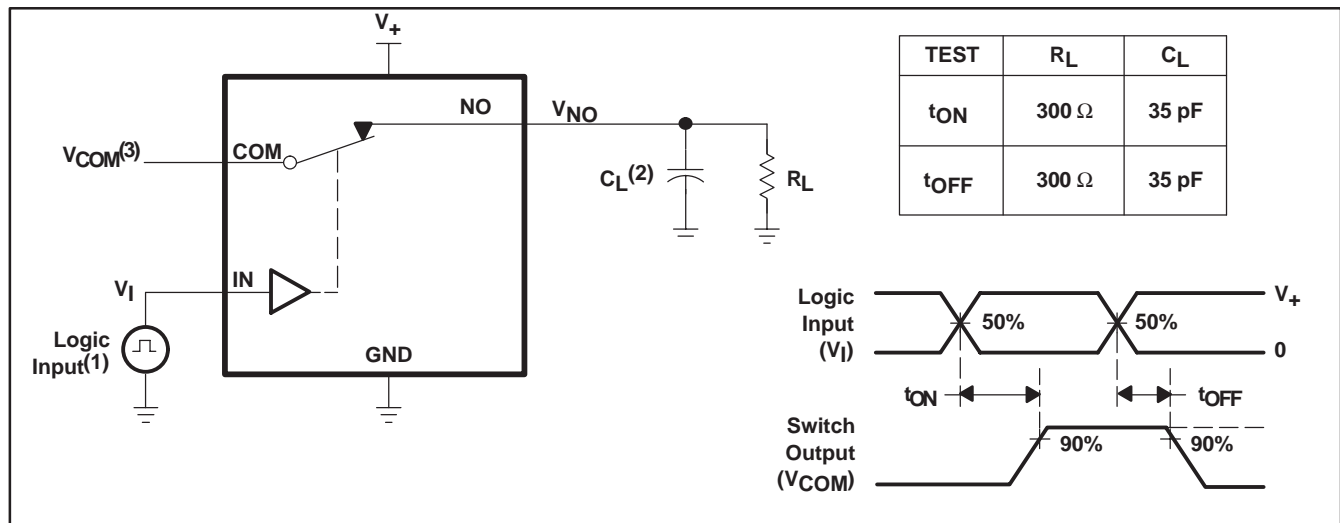 V+
NO
VNO
VCOM(3)
COM
CL(2)
RL
VI
IN
Logic
Input(1)
GND
TEST RL CL
tON 300 Ω 35 pF
tOFF 300 Ω 35 pF
Logic
Input
(VI)
50%
50%
V+
0
tON
tOFF
Switch
Output
(VCOM)
90%
90%